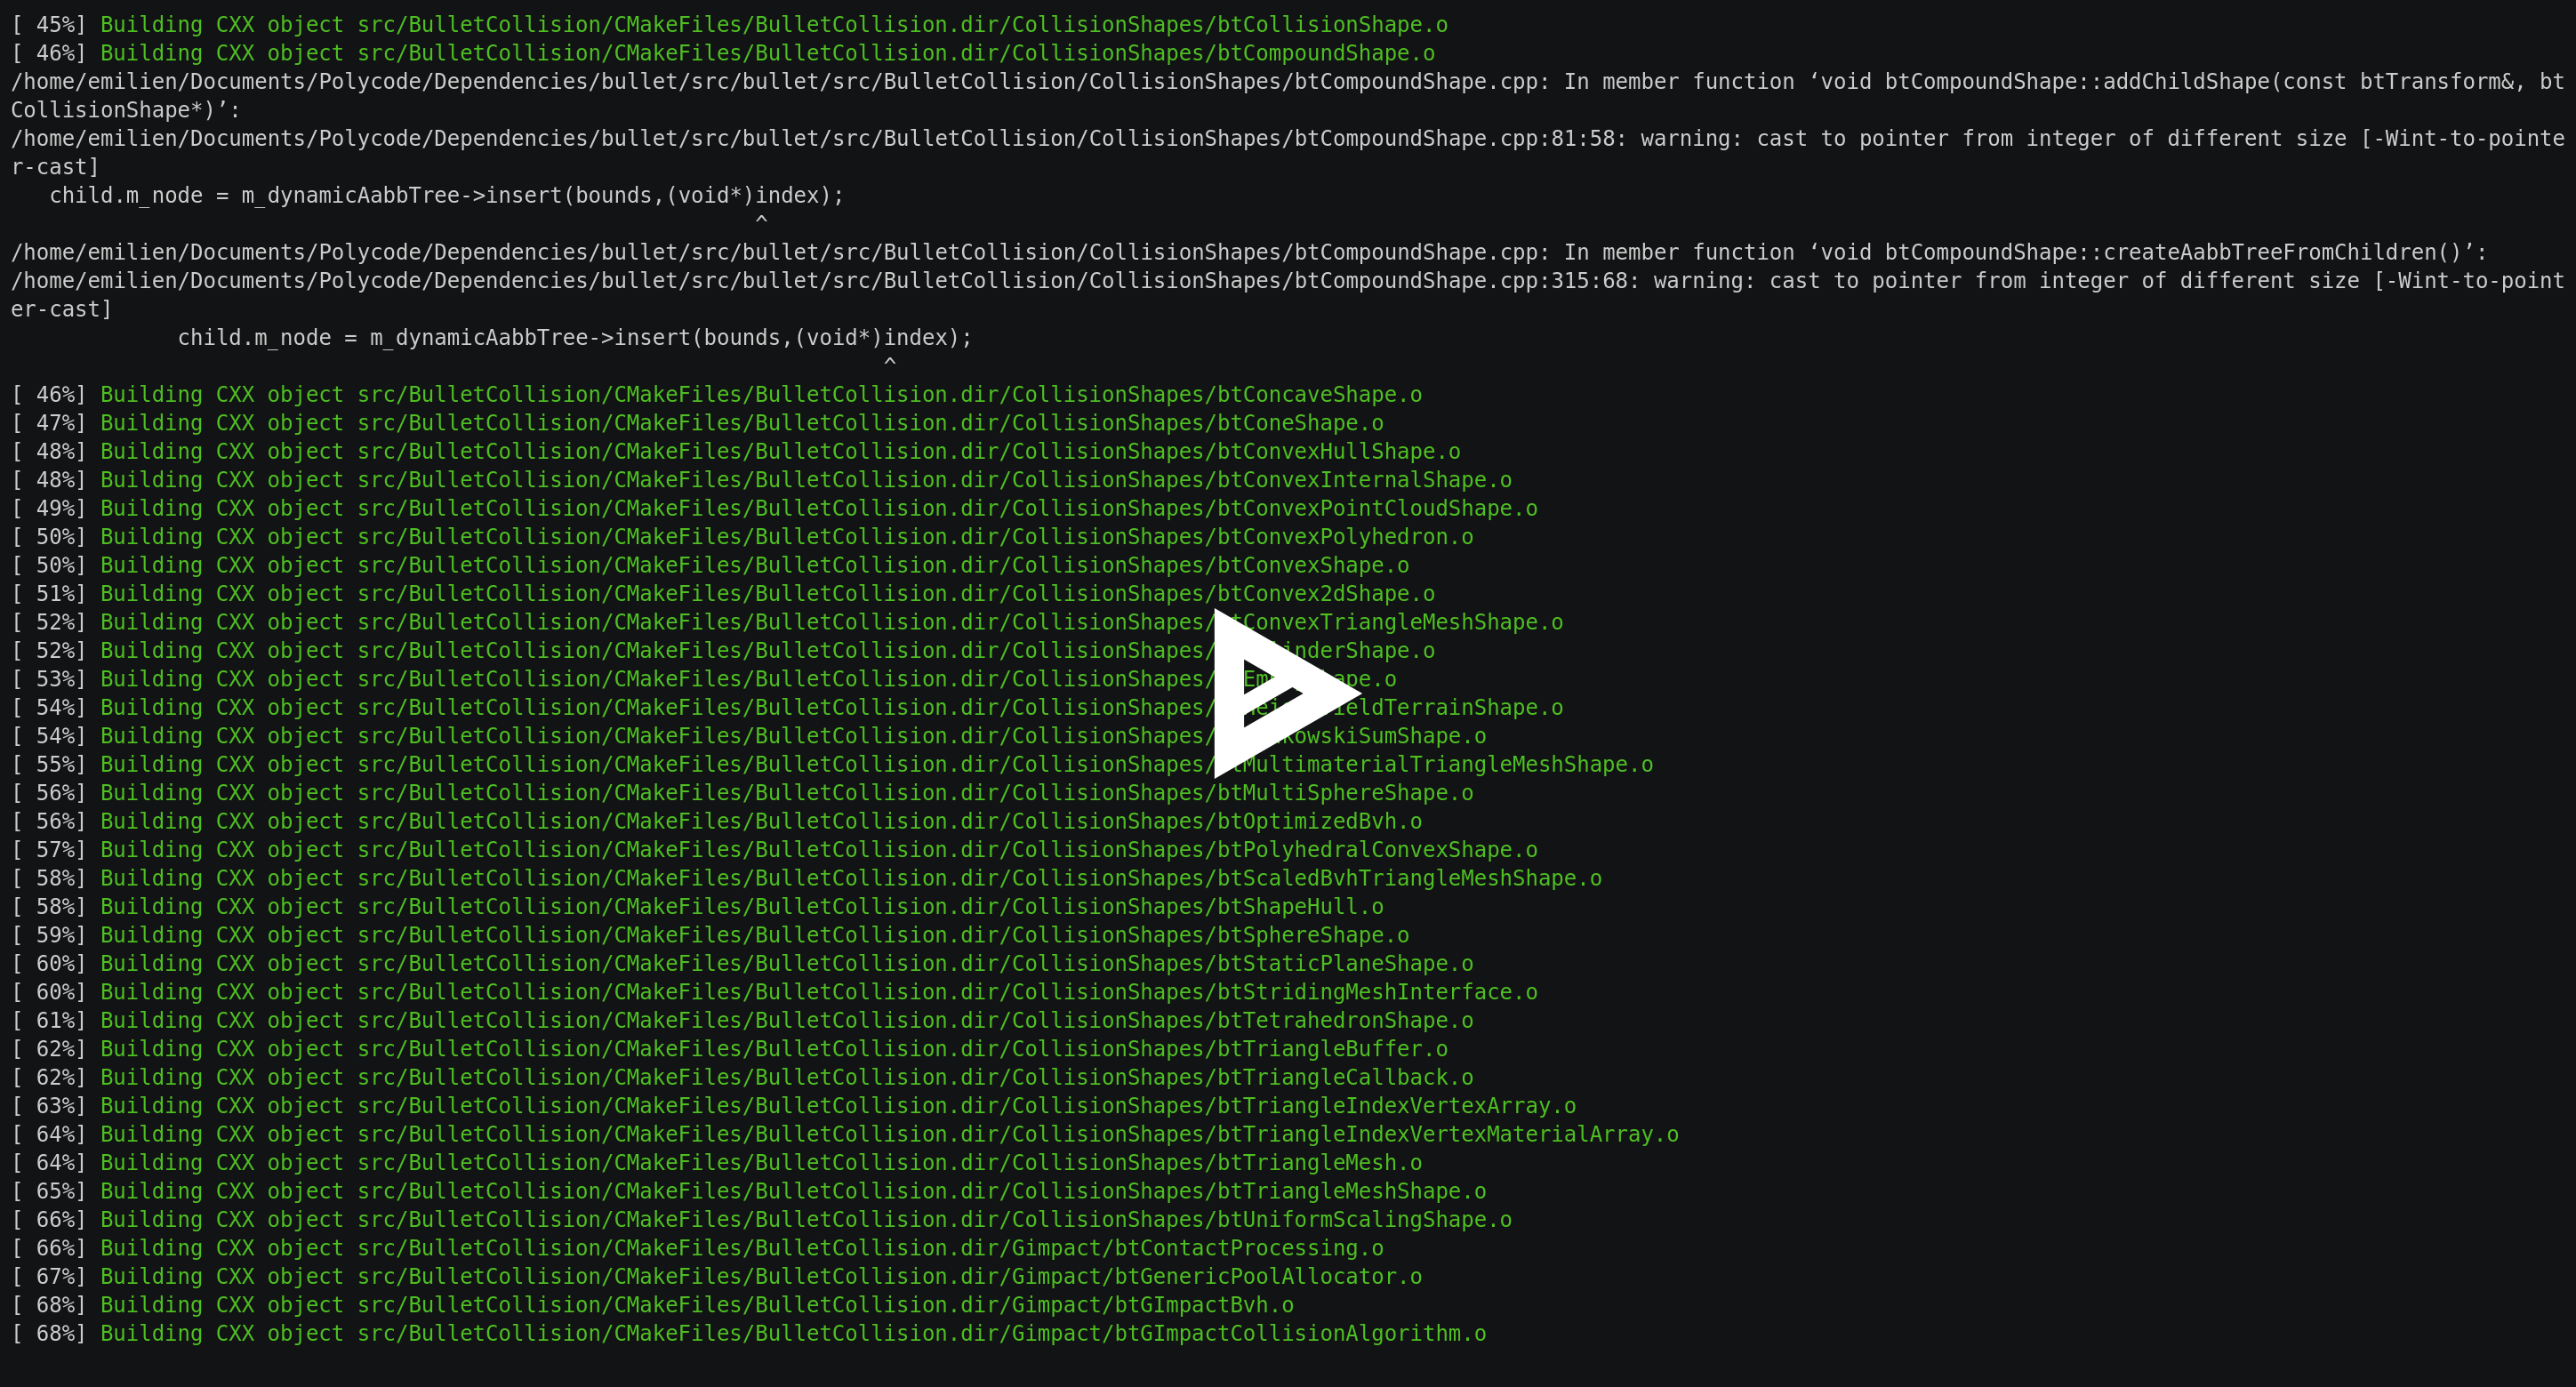 [ 45%] Building CXX object src/BulletCollision/CMakeFiles/BulletCollision.dir/CollisionShapes/btCollisionShape.o
[ 46%] Building CXX object src/BulletCollision/CMakeFiles/BulletCollision.dir/CollisionShapes/btCompoundShape.o
/home/emilien/Documents/Polycode/Dependencies/bullet/src/bullet/src/BulletCollision/CollisionShapes/btCompoundShape.cpp: In member function ‘void btCompoundShape::addChildShape(const btTransform&, bt
CollisionShape*)’:
/home/emilien/Documents/Polycode/Dependencies/bullet/src/bullet/src/BulletCollision/CollisionShapes/btCompoundShape.cpp:81:58: warning: cast to pointer from integer of different size [-Wint-to-pointe
r-cast]
   child.m_node = m_dynamicAabbTree->insert(bounds,(void*)index);
                                                          ^
/home/emilien/Documents/Polycode/Dependencies/bullet/src/bullet/src/BulletCollision/CollisionShapes/btCompoundShape.cpp: In member function ‘void btCompoundShape::createAabbTreeFromChildren()’:
/home/emilien/Documents/Polycode/Dependencies/bullet/src/bullet/src/BulletCollision/CollisionShapes/btCompoundShape.cpp:315:68: warning: cast to pointer from integer of different size [-Wint-to-point
er-cast]
             child.m_node = m_dynamicAabbTree->insert(bounds,(void*)index);
                                                                    ^
[ 46%] Building CXX object src/BulletCollision/CMakeFiles/BulletCollision.dir/CollisionShapes/btConcaveShape.o
[ 47%] Building CXX object src/BulletCollision/CMakeFiles/BulletCollision.dir/CollisionShapes/btConeShape.o
[ 48%] Building CXX object src/BulletCollision/CMakeFiles/BulletCollision.dir/CollisionShapes/btConvexHullShape.o
[ 48%] Building CXX object src/BulletCollision/CMakeFiles/BulletCollision.dir/CollisionShapes/btConvexInternalShape.o
[ 49%] Building CXX object src/BulletCollision/CMakeFiles/BulletCollision.dir/CollisionShapes/btConvexPointCloudShape.o
[ 50%] Building CXX object src/BulletCollision/CMakeFiles/BulletCollision.dir/CollisionShapes/btConvexPolyhedron.o
[ 50%] Building CXX object src/BulletCollision/CMakeFiles/BulletCollision.dir/CollisionShapes/btConvexShape.o
[ 51%] Building CXX object src/BulletCollision/CMakeFiles/BulletCollision.dir/CollisionShapes/btConvex2dShape.o
[ 52%] Building CXX object src/BulletCollision/CMakeFiles/BulletCollision.dir/CollisionShapes/btConvexTriangleMeshShape.o
[ 52%] Building CXX object src/BulletCollision/CMakeFiles/BulletCollision.dir/CollisionShapes/
[ 53%] Building CXX object src/BulletCollision/CMakeFiles/BulletCollision.dir/CollisionShapes/
[ 54%] Building CXX object src/BulletCollision/CMakeFiles/BulletCollision.dir/CollisionShapes/
[ 54%] Building CXX object src/BulletCollision/CMakeFiles/BulletCollision.dir/CollisionShapes/
[ 55%] Building CXX object src/BulletCollision/CMakeFiles/BulletCollision.dir/CollisionShapes/btMultimaterialTriangleMeshShape.o
[ 56%] Building CXX object src/BulletCollision/CMakeFiles/BulletCollision.dir/CollisionShapes/btMultiSphereShape.o
[ 56%] Building CXX object src/BulletCollision/CMakeFiles/BulletCollision.dir/CollisionShapes/btOptimizedBvh.o
[ 57%] Building CXX object src/BulletCollision/CMakeFiles/BulletCollision.dir/CollisionShapes/btPolyhedralConvexShape.o
[ 58%] Building CXX object src/BulletCollision/CMakeFiles/BulletCollision.dir/CollisionShapes/btScaledBvhTriangleMeshShape.o
[ 58%] Building CXX object src/BulletCollision/CMakeFiles/BulletCollision.dir/CollisionShapes/btShapeHull.o
[ 59%] Building CXX object src/BulletCollision/CMakeFiles/BulletCollision.dir/CollisionShapes/btSphereShape.o
[ 60%] Building CXX object src/BulletCollision/CMakeFiles/BulletCollision.dir/CollisionShapes/btStaticPlaneShape.o
[ 60%] Building CXX object src/BulletCollision/CMakeFiles/BulletCollision.dir/CollisionShapes/btStridingMeshInterface.o
[ 61%] Building CXX object src/BulletCollision/CMakeFiles/BulletCollision.dir/CollisionShapes/btTetrahedronShape.o
[ 62%] Building CXX object src/BulletCollision/CMakeFiles/BulletCollision.dir/CollisionShapes/btTriangleBuffer.o
[ 62%] Building CXX object src/BulletCollision/CMakeFiles/BulletCollision.dir/CollisionShapes/btTriangleCallback.o
[ 63%] Building CXX object src/BulletCollision/CMakeFiles/BulletCollision.dir/CollisionShapes/btTriangleIndexVertexArray.o
[ 64%] Building CXX object src/BulletCollision/CMakeFiles/BulletCollision.dir/CollisionShapes/btTriangleIndexVertexMaterialArray.o
[ 64%] Building CXX object src/BulletCollision/CMakeFiles/BulletCollision.dir/CollisionShapes/btTriangleMesh.o
[ 65%] Building CXX object src/BulletCollision/CMakeFiles/BulletCollision.dir/CollisionShapes/btTriangleMeshShape.o
[ 66%] Building CXX object src/BulletCollision/CMakeFiles/BulletCollision.dir/CollisionShapes/btUniformScalingShape.o
[ 66%] Building CXX object src/BulletCollision/CMakeFiles/BulletCollision.dir/Gimpact/btContactProcessing.o
[ 67%] Building CXX object src/BulletCollision/CMakeFiles/BulletCollision.dir/Gimpact/btGenericPoolAllocator.o
[ 68%] Building CXX object src/BulletCollision/CMakeFiles/BulletCollision.dir/Gimpact/btGImpactBvh.o
[ 68%] Building CXX object src/BulletCollision/CMakeFiles/BulletCollision.dir/Gimpact/btGImpactCollisionAlgorithm.o